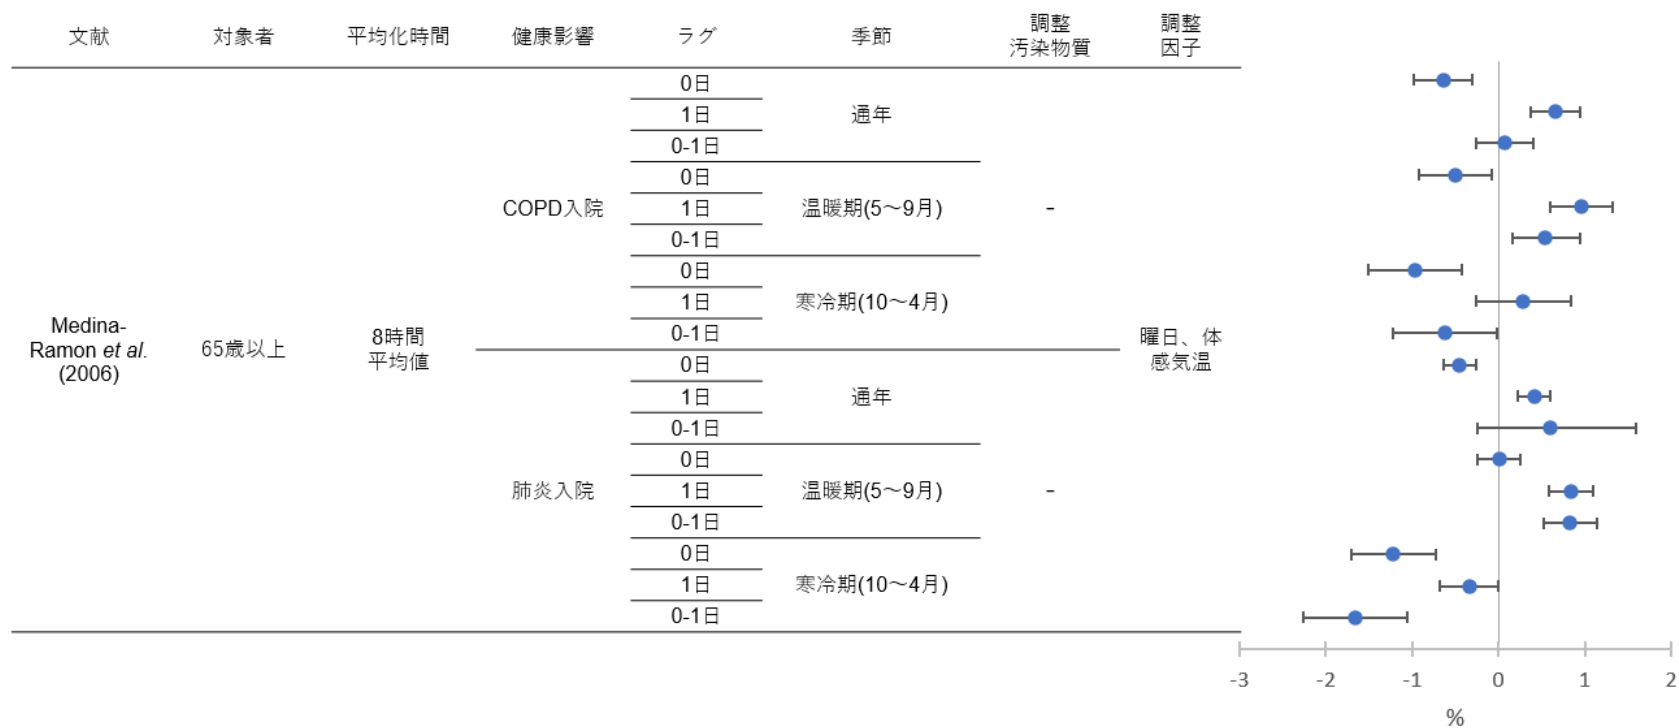 文献 対象者 平均化時間 健康影響 ラグ 季節 調整 調整
汚染物質 因子
0日
1日 通年
0-1日
0日
COPD入院 1日 温暖期(5～9月) -
0-1日
0日
1日 寒冷期(10～4月)
0-1日
Medina-
Ramon et al.
(2006)
65歳以上
8時間
平均値
曜日、体
感気温
0日
1日 通年
0-1日
0日
肺炎入院 1日 温暖期(5～9月) -
0-1日
0日
1日 寒冷期(10～4月)
0-1日
-3 -2 -1 0 1 2
%